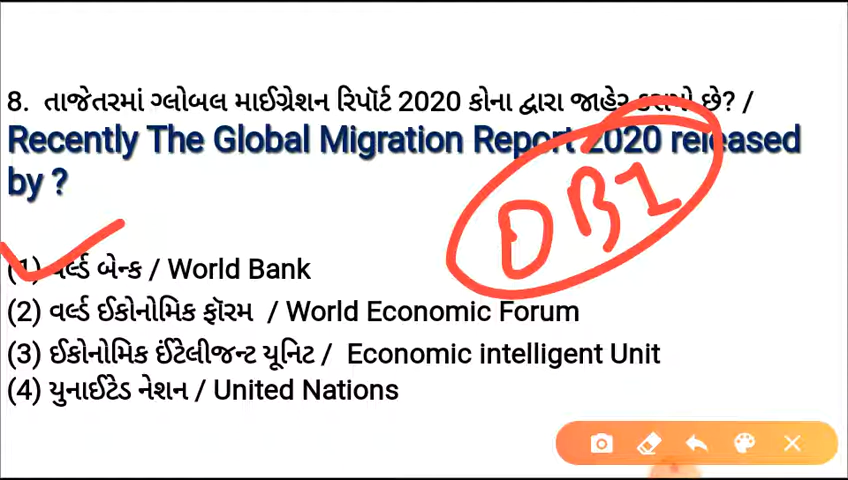 8. તાજેતરમાં ગ્લોબલ માઈગ્રેશન રિપૉર્ટ 2020 કોના દ્વારા જાહેર કરાયો છે? /
Recently The Global Migration Report 2020 released
by ?
(1) વર્લ્ડ બેન્ક / World Bank
(2) વર્લ્ડ ઈકોનોમિક ફૉરમ / World Economic Forum
(3) ઈકોનોમિક ઈંટેલીજન્ટ યૂનિટ / Economic intelligent Unit
(4) યુનાઈટેડ નેશન / United Nations